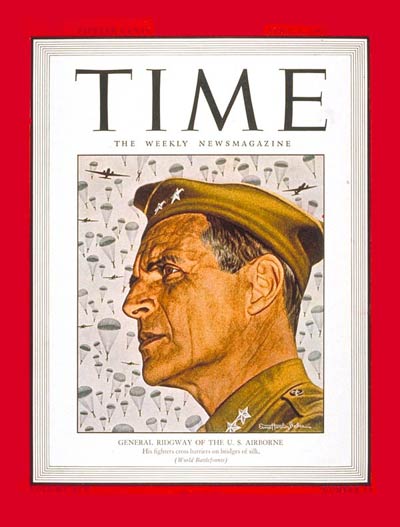 TIME
THE WEEKLY NEWSMAGAZINE
GENERAL RIDGWAY OF THE U. S. AIRBORNE
His fighters cross barriers on bridges of silk.
(World Battlefronts)